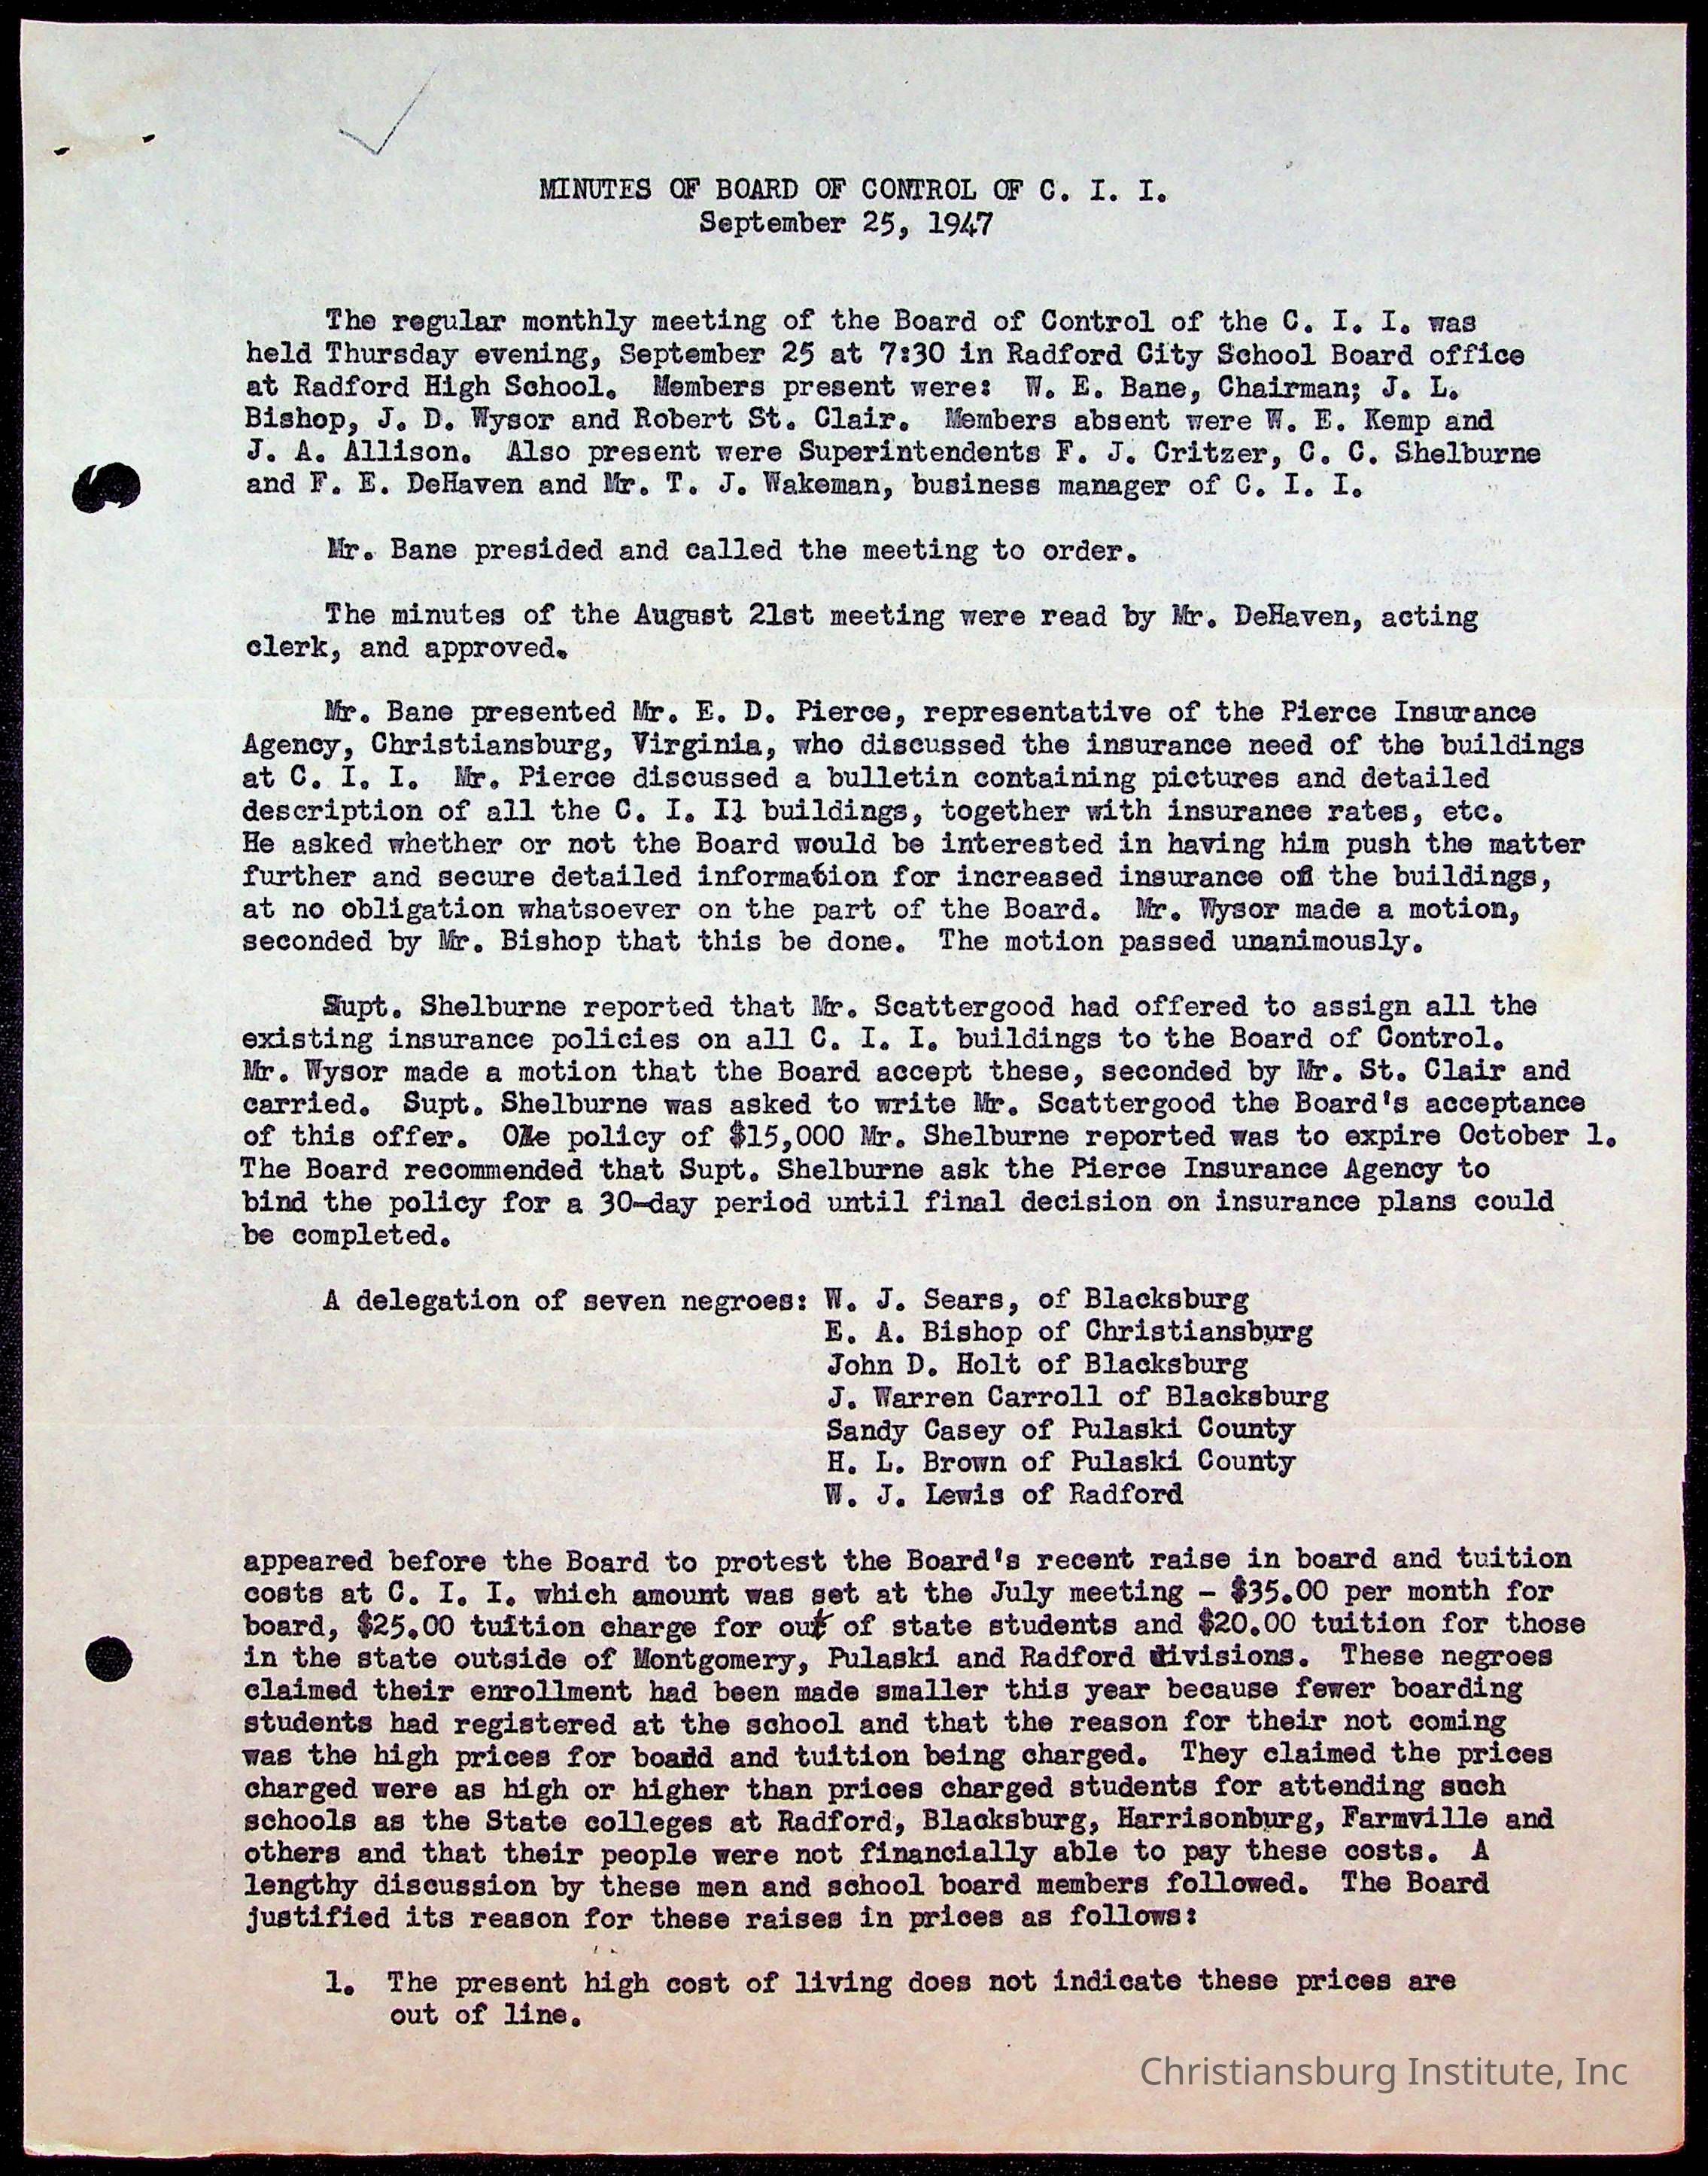 MINUTES OF BOARD OF CONTROL OF C. I. I.
September 25, 1947
The regular monthly meeting of the Board of Control of the C. I. I. was
held Thursday evening, September 25 at 7:30 in Radford City School Board office
at Radford High School. Members present were: W. E. Bane, Chairman; J. L.
Bishop, J. D. Wysor and Robert St. Clair. Members absent were W. E. Kemp and
J. A. Allison. Also present were Superintendents F. J. Critzer, C. C. Shelburne
and F. E. DeHaven and Mr. T. J. Wakeman, business manager of C. I. I.
Mr. Bane presided and called the meeting to order.
The minutes of the August 21st meeting were read by Mr. DeHaven, acting
clerk, and approved.
Mr. Bane presented Mr. E. D. Pierce, representative of the Pierce Insurance
Agency, Christiansburg, Virginia, who discussed the insurance need of the buildings
at C. I. I. Mr. Pierce discussed a bulletin containing pictures and detailed
description of all the C. I. I. buildings, together with insurance rates, etc.
He asked whether or not the Board would be interested in having him push the matter
further and secure detailed information for increased insurance on the buildings,
at no obligation whatsoever on the part of the Board. Mr. Wysor made a motion,
seconded by Mr. Bishop that this be done. The motion passed unanimously.
Supt. Shelburne reported that Mr. Scattergood had offered to assign all the
existing insurance policies on all C. I. I. buildings to the Board of Control.
Mr. Wysor made a motion that the Board accept these, seconded by Mr. St. Clair and
carried. Supt. Shelburne was asked to write Mr. Scattergood the Board's acceptance
of this offer. One policy of $15,000 Mr. Shelburne reported was to expire October 1.
The Board recommended that Supt. Shelburne ask the Pierce Insurance Agency to
bind the policy for a 30-day period until final decision on insurance plans could
be completed.
A delegation of seven negroes: W. J. Sears, of Blacksburg
E. A. Bishop of Christiansburg
John D. Holt of Blacksburg
J. Warren Carroll of Blacksburg
Sandy Casey of Pulaski County
H. L. Brown of Pulaski County
W. J. Lewis of Radford
appeared before the Board to protest the Board's recent raise in board and tuition
costs at C. I. I. which amount was set at the July meeting - $35.00 per month for
board, $25.00 tuition charge for out of state students and $20.00 tuition for those
in the state outside of Montgomery, Pulaski and Radford divisions. These negroes
claimed their enrollment had been made smaller this year because fewer boarding
students had registered at the school and that the reason for their not coming
was the high prices for boadd and tuition being charged. They claimed the prices
charged were as high or higher than prices charged students for attending such
schools as the State colleges at Radford, Blacksburg, Harrisonburg, Farmville and
others and that their people were not financially able to pay these costs. A
lengthy discussion by these men and school board members followed. The Board
justified its reason for these raises in prices as follows:
1. The present high cost of living does not indicate these prices are
out of line.
Christiansburg Institute, Inc